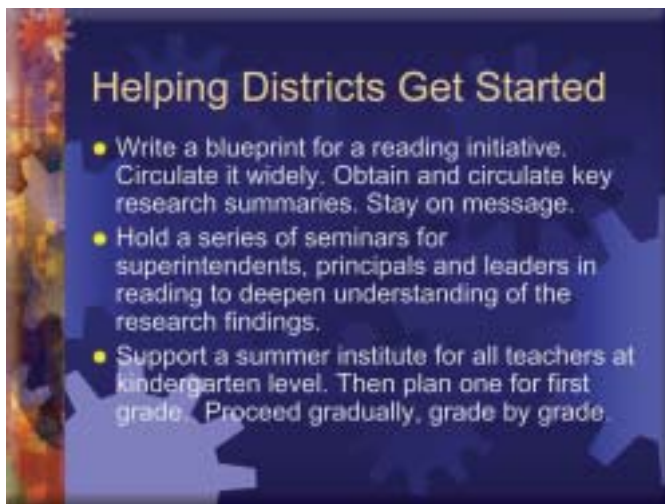 Helping Districts Get Started
• Write a blueprint for a reading initiative.
Circulate it widely. Obtain and circulate key
research summaries. Stay on message.
• Hold a series of seminars for
superintendents, principals and leaders in
reading to deepen understanding of the
research findings.
• Support a summer institute for all teachers at
kindergarten level. Then plan one for first
grade. Proceed gradually, grade by grade.